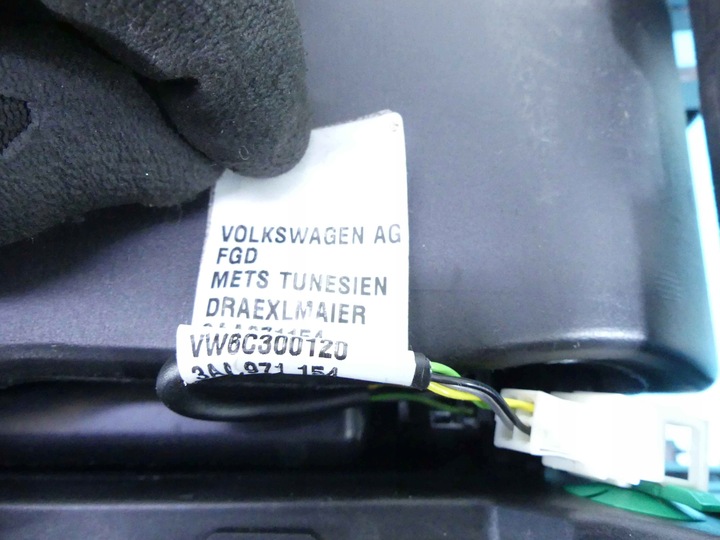 VOLKSWAGEN AG
FGD
METS TUNESIEN
DRAEXLMAIER
VW6C300120
3AA 971 154